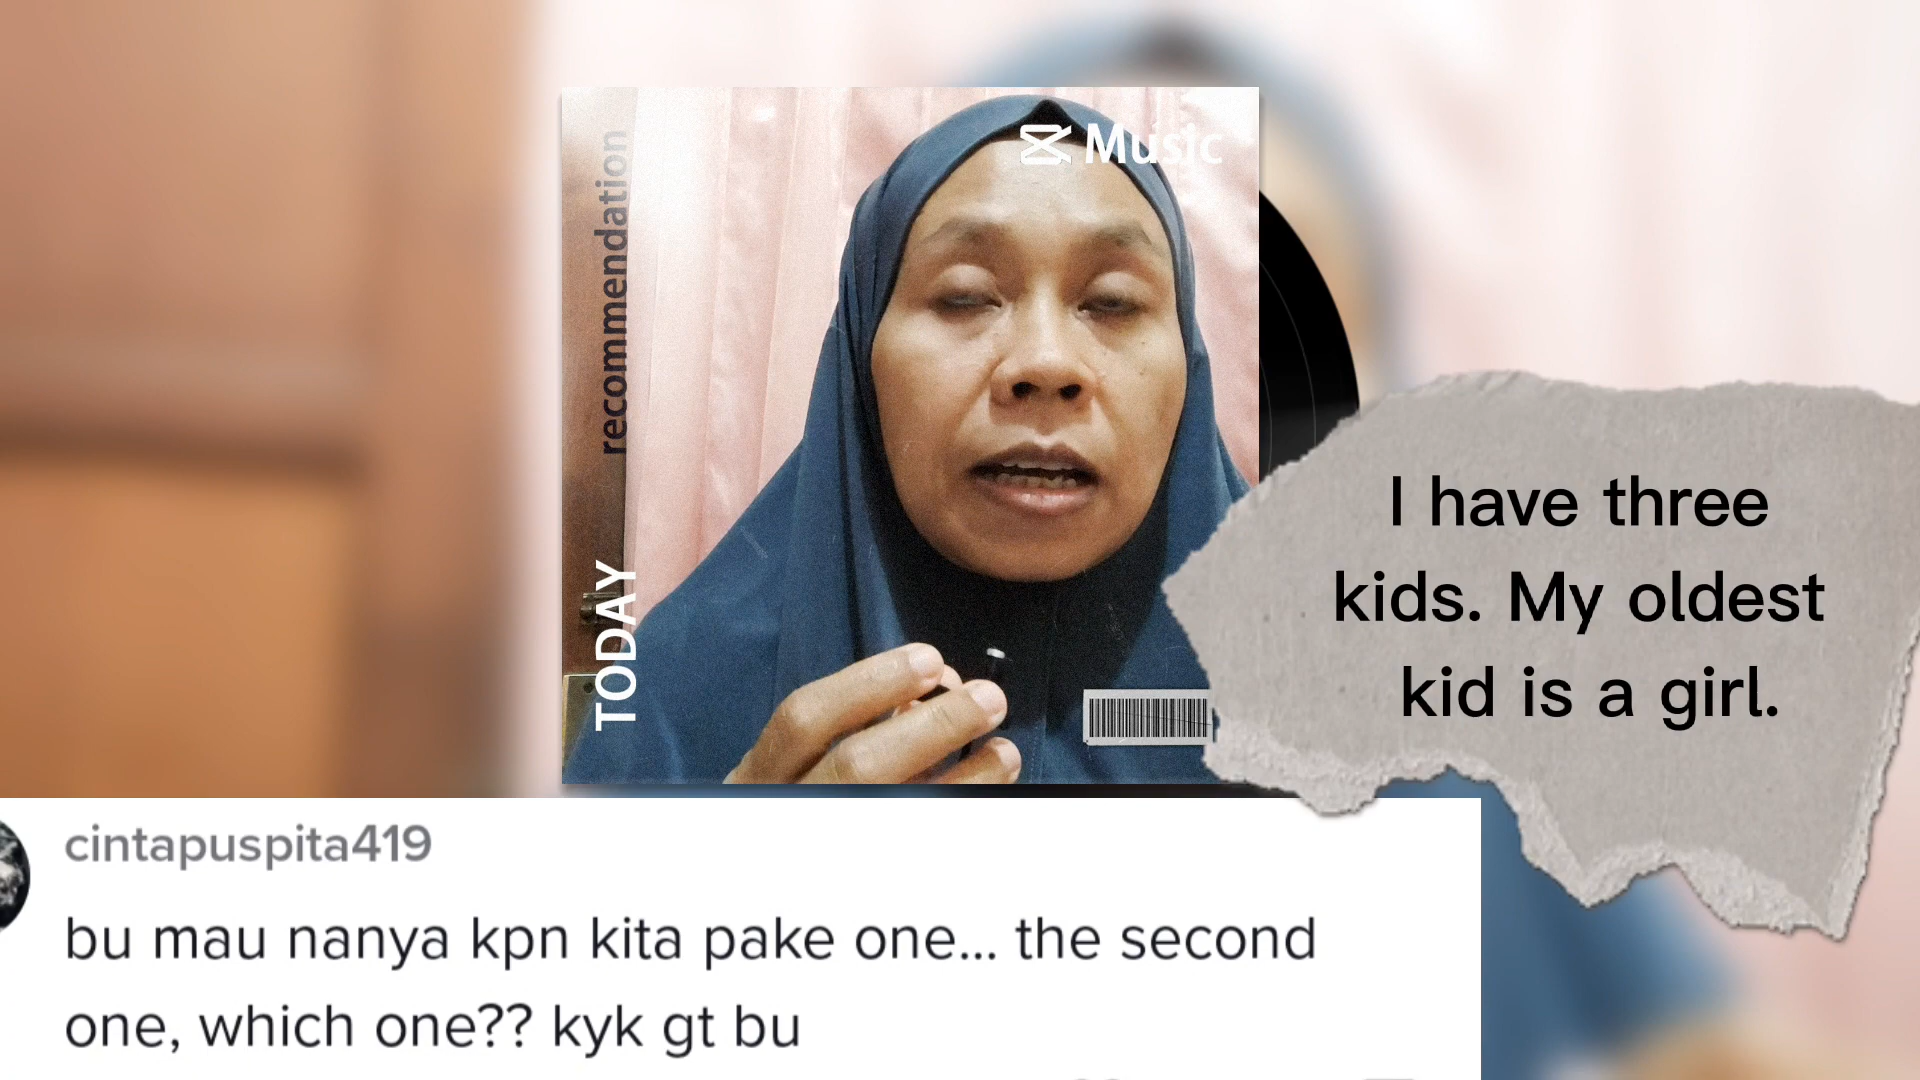 Music
recommendation
TODAY
I have three
kids. My oldest
kid is a girl.
cintapuspita419
bu mau nanya kpn kita pake one... the second
one, which one?? kyk gt bu